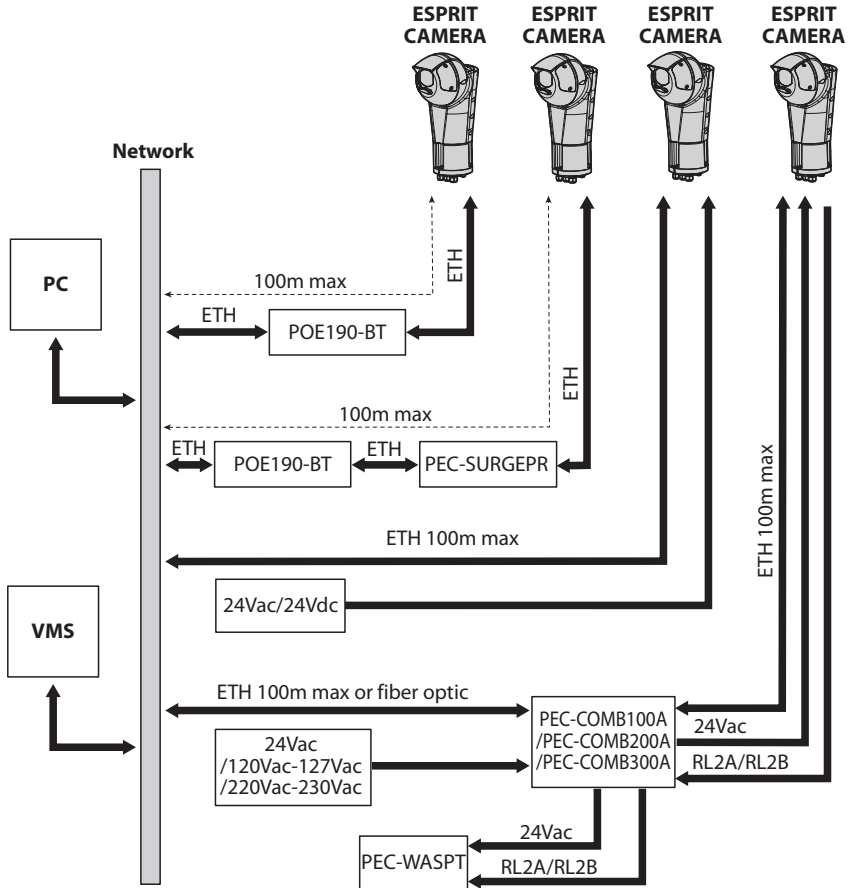 ESPRIT
CAMERA
ESPRIT
CAMERA
ESPRIT
CAMERA
ESPRIT
CAMERA
Network
PC
100m max
ETH
ETH
POE190-BT
100m max
ETH
ETH
POE190-BT
ETH
PEC-SURGEPR
ETH 100m max
ETH 100m max
24Vac/24Vdc
VMS
ETH 100m max or fiber optic
24Vac
/120Vac-127Vac
/220Vac-230Vac
PEC-COMB100A
/PEC-COMB200A
/PEC-COMB300A
24Vac
RL2A/RL2B
24Vac
PEC-WASPT
RL2A/RL2B